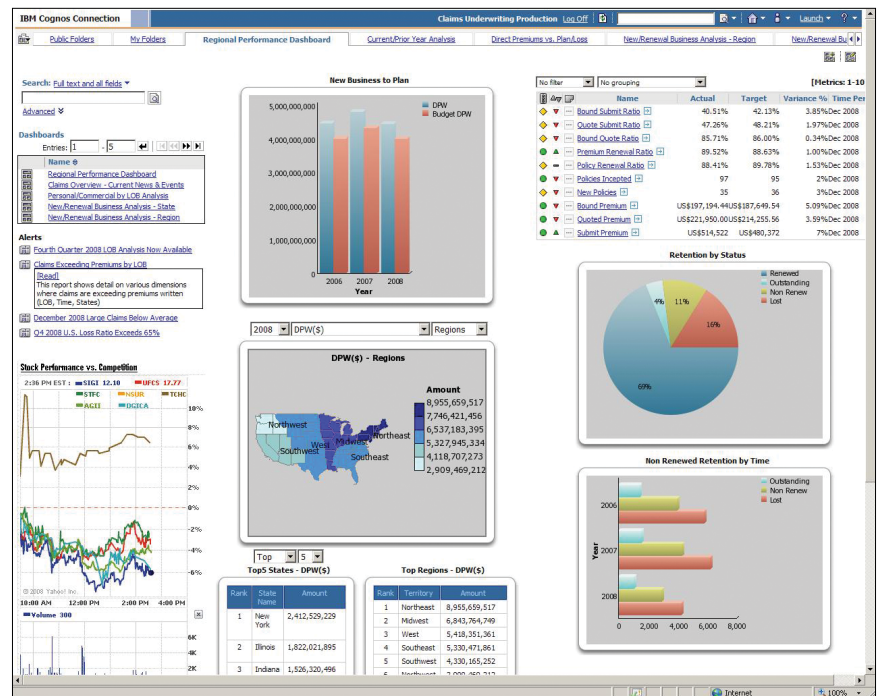 IBM Cognos Connection
Claims Underwriting Production Log Off Launch ?
Public Folders My Folders Regional Performance Dashboard Current/Prior Year Analysis Direct Premiums vs. Plan/Loss New/Renewal Business Analysis - Region New/Renewal Bu
Search: Full text and all fields
Advanced
Dashboards
Entries: 1 - 5
Name
Regional Performance Dashboard
Claims Overview - Current News & Events
Personal/Commercial by LOB Analysis
New/Renewal Business Analysis - State
New/Renewal Business Analysis - Region
Alerts
Fourth Quarter 2008 LOB Analysis Now Available
Claims Exceeding Premiums by LOB
[Read]
This report shows detail on various dimensions
where claims are exceeding premiums written
(LOB, Time, States)
December 2008 Large Claims Below Average
Q4 2008 U.S. Loss Ratio Exceeds 65%
Stock Performance vs. Competition
2:36 PM EST: SIGI 12.10 UFCS 17.77
STFC NSUR TCHC
AGII DGICA
10%
8%
6%
4%
2%
0%
-2%
-4%
-6%
© 2008 Yahoo! Inc.
10:00 AM 12:00 PM 2:00 PM 4:00 PM
Volume 300
6K
4K
2K
New Business to Plan
DPW
Budget DPW
5,000,000,000
4,000,000,000
3,000,000,000
2,000,000,000
1,000,000,000
0
2006 2007 2008
Year
2008 DPW($) Regions
DPW($) - Regions
Northwest
Southwest
West
Midwest
Northeast
Southeast
Amount
8,955,659,517
7,746,421,456
6,537,183,395
5,327,945,334
4,118,707,273
2,909,469,212
Top 5
Top5 States - DPW($)
Rank State Name Amount
1 New York 2,412,529,229
2 Illinois 1,822,021,895
3 Indiana 1,526,320,496
Top Regions - DPW($)
Rank Territory Amount
1 Northeast 8,955,659,517
2 Midwest 6,843,764,749
3 West 5,418,351,361
4 Southeast 5,330,471,861
5 Southwest 4,330,165,252
6 Northwest 2,909,469,212
No filter No grouping [Metrics: 1-10
Name Actual Target Variance % Time Per
Bound Submit Ratio 40.51% 42.13% 3.85% Dec 2008
Quote Submit Ratio 47.26% 48.21% 1.97% Dec 2008
Bound Quote Ratio 85.71% 86.00% 0.34% Dec 2008
Premium Renewal Ratio 89.52% 88.63% 1.00% Dec 2008
Policy Renewal Ratio 88.41% 89.78% 1.53% Dec 2008
Policies Incepted 97 95 2% Dec 2008
New Policies 35 36 3% Dec 2008
Bound Premium US$197,194.44 US$187,649.54 5.09% Dec 2008
Quoted Premium US$221,950.00 US$214,255.56 3.59% Dec 2008
Submit Premium US$514,522 US$480,372 7% Dec 2008
Retention by Status
Renewed
Outstanding
Non Renew
Lost
4%
11%
16%
69%
Non Renewed Retention by Time
Outstanding
Non Renew
Lost
2006
2007
2008
Year
0 2,000 4,000 6,000 8,000
Internet 100%